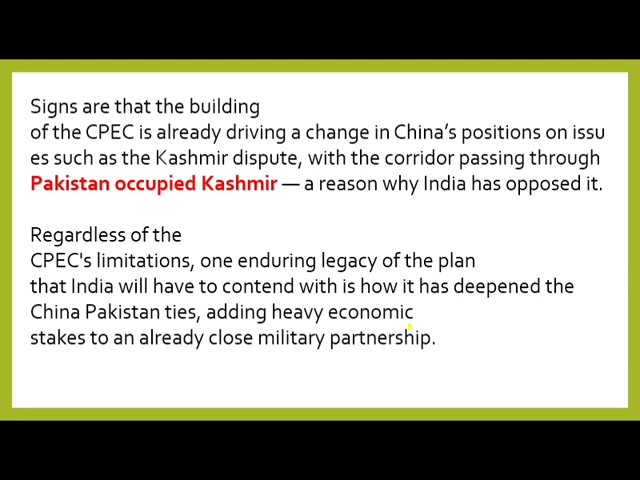 Signs are that the building
of the CPEC is already driving a change in China’s positions on issu
es such as the Kashmir dispute, with the corridor passing through
Pakistan occupied Kashmir — a reason why India has opposed it.
Regardless of the
CPEC's limitations, one enduring legacy of the plan
that India will have to contend with is how it has deepened the
China Pakistan ties, adding heavy economic
stakes to an already close military partnership.